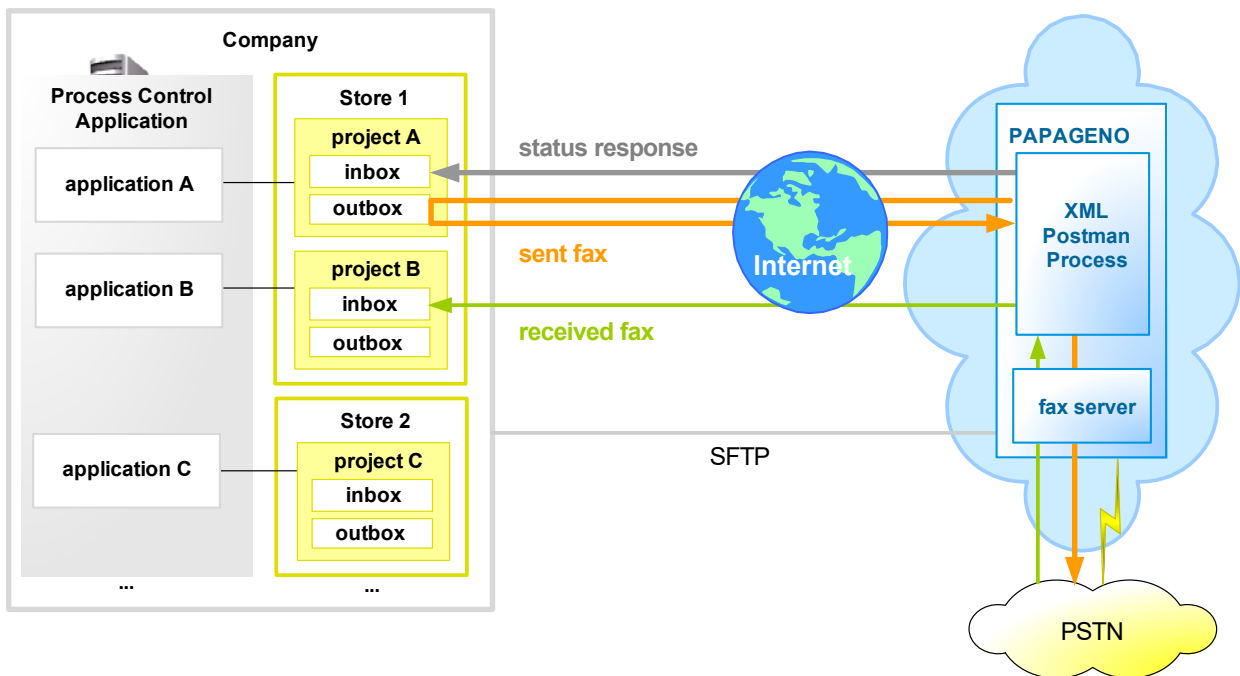 Company
Process Control
Application
application A
application B
application C
...
Store 1
project A
inbox
outbox
project B
inbox
outbox
Store 2
project C
inbox
outbox
...
status response
sent fax
received fax
Internet
SFTP
PAPAGENO
XML
Postman
Process
fax server
PSTN